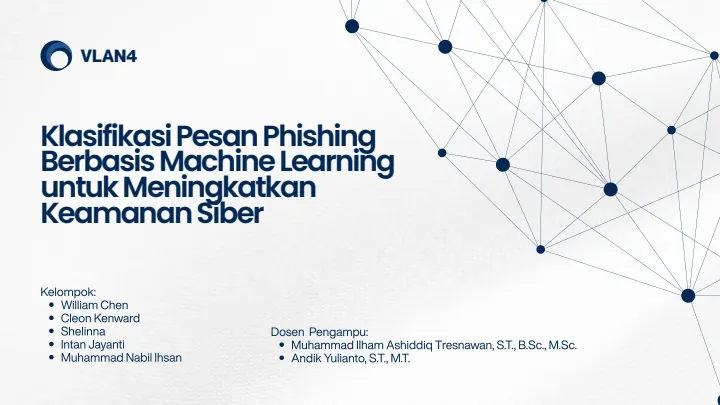 VLAN4
Klasifikasi Pesan Phishing
Berbasis Machine Learning
untuk Meningkatkan
Keamanan Siber
Kelompok:
• William Chen
• Cleon Kenward
• Shelinna
• Intan Jayanti
• Muhammad Nabil Ihsan
Dosen Pengampu:
• Muhammad Ilham Ashiddiq Tresnawan, S.T., B.Sc., M.Sc.
• Andik Yulianto, S.T., M.T.